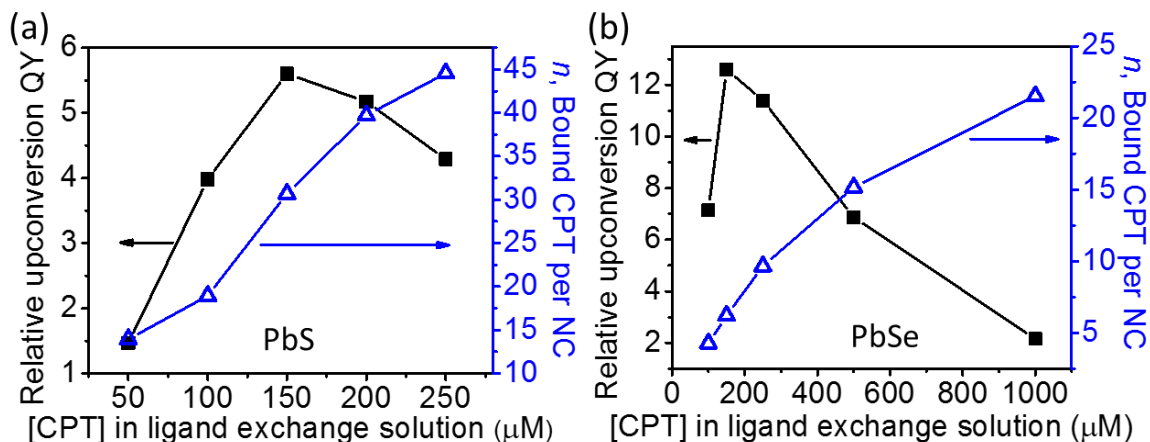 (a)
Relative upconversion QY
6
5
4
3
2
1
PbS
45
40
35
30
25
20
15
10
n, Bound CPT per NC
50 100 150 200 250
[CPT] in ligand exchange solution (μM)
(b)
Relative upconversion QY
12
10
8
6
4
2
PbSe
25
20
15
10
5
n, Bound CPT per NC
0 200 400 600 800 1000
[CPT] in ligand exchange solution (μM)